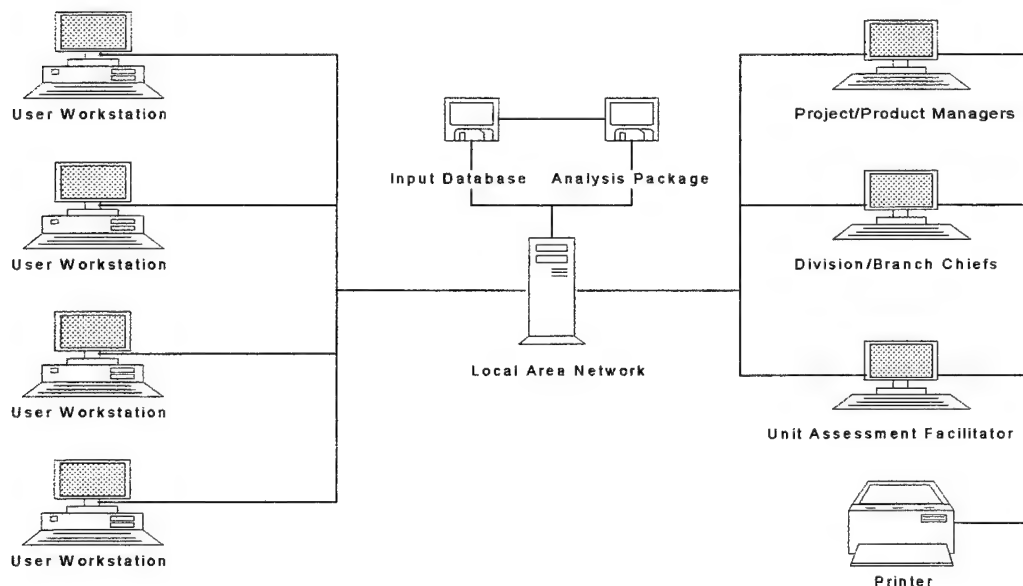 User Workstation
User Workstation
User Workstation
User Workstation
Input Database
Analysis Package
Local Area Network
Project/Product Managers
Division/Branch Chiefs
Unit Assessment Facilitator
Printer